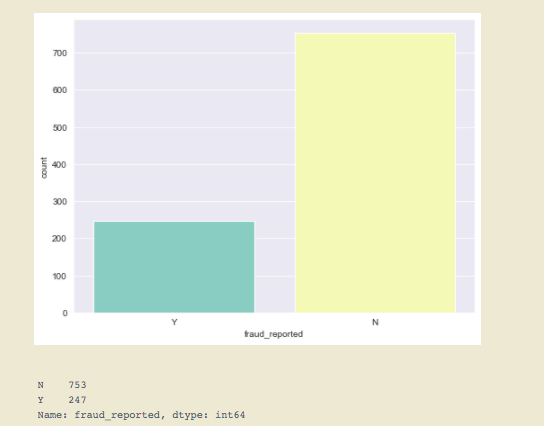 700
600
500
400
300
200
100
0
count
Y N
fraud_reported
N    753
Y    247
Name: fraud_reported, dtype: int64